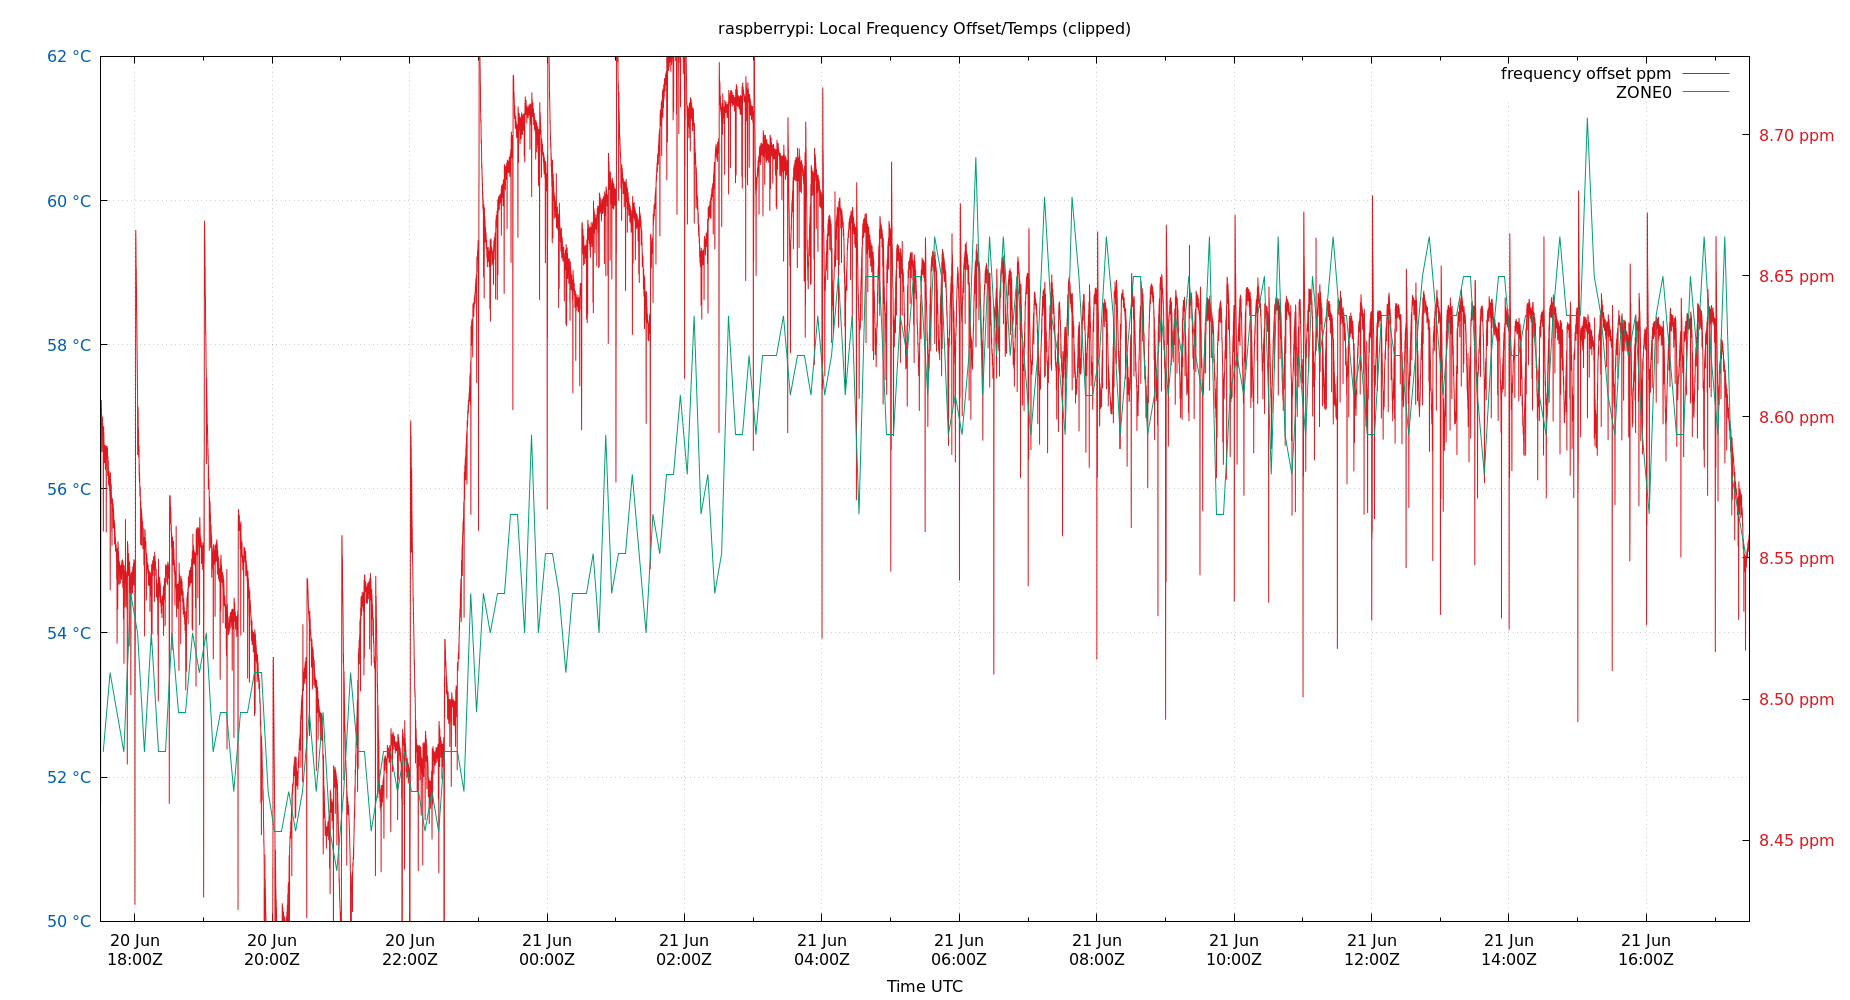 raspberrypi: Local Frequency Offset/Temps (clipped)
frequency offset ppm
ZONE0
62 °C
60 °C
58 °C
56 °C
54 °C
52 °C
50 °C
8.70 ppm
8.65 ppm
8.60 ppm
8.55 ppm
8.50 ppm
8.45 ppm
20 Jun 20 Jun 20 Jun 21 Jun 21 Jun 21 Jun 21 Jun 21 Jun 21 Jun 21 Jun 21 Jun 21 Jun
18:00Z 20:00Z 22:00Z 00:00Z 02:00Z 04:00Z 06:00Z 08:00Z 10:00Z 12:00Z 14:00Z 16:00Z
Time UTC